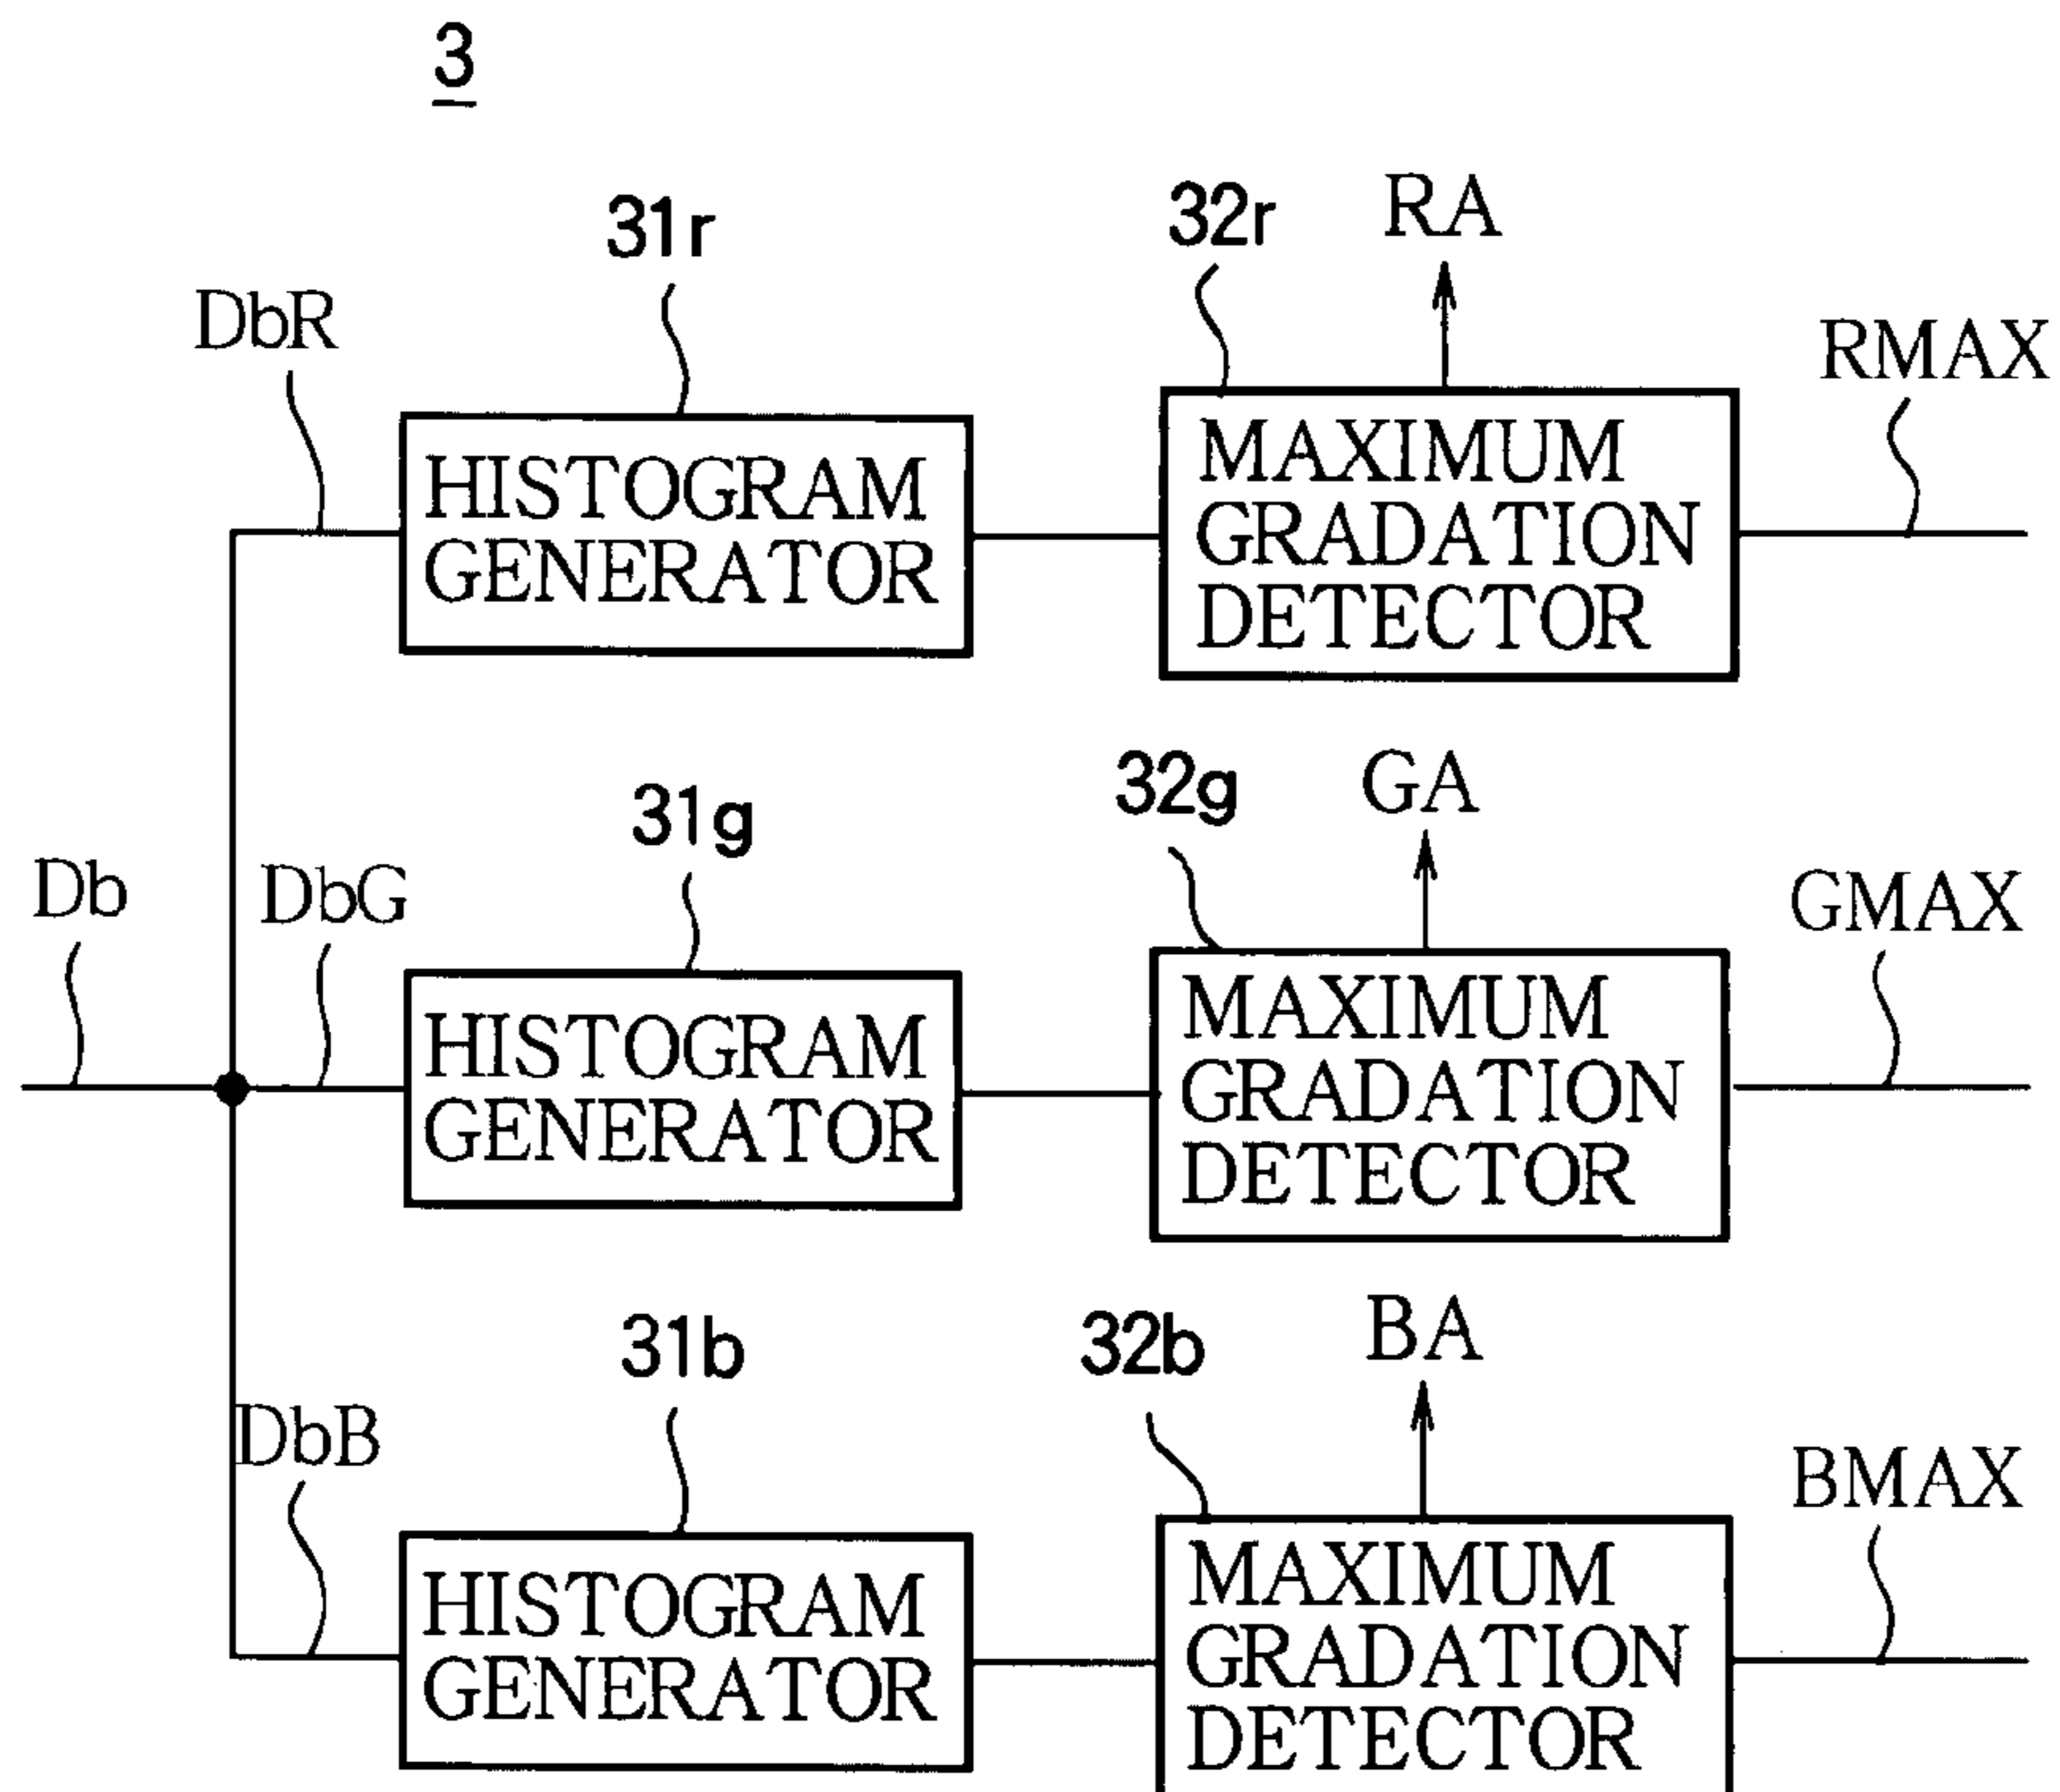 3
31r
32r
RA
DbR
RMAX
HISTOGRAM
GENERATOR
MAXIMUM
GRADATION
DETECTOR
31g
32g
GA
Db
DbG
GMAX
HISTOGRAM
GENERATOR
MAXIMUM
GRADATION
DETECTOR
31b
32b
BA
DbB
BMAX
HISTOGRAM
GENERATOR
MAXIMUM
GRADATION
DETECTOR